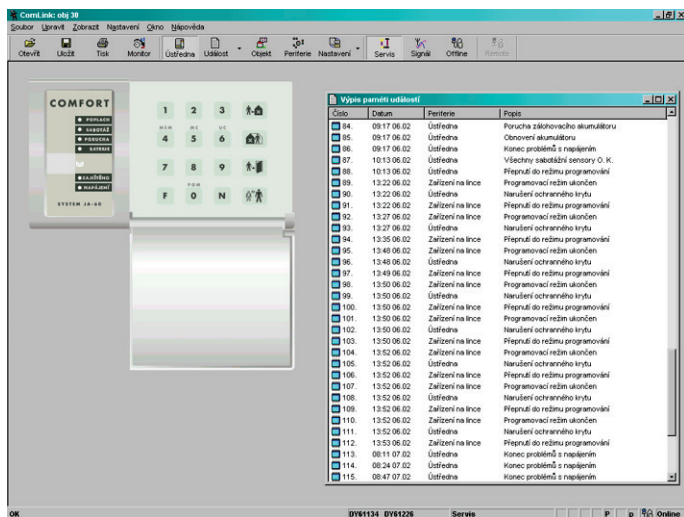 ComLink: obj 30
Soubor Upravit Zobrazit Nastavení Okno Nápověda
Otevřít Uložit Tisk Monitor Ústředna Událost Objekt Periferie Nastavení Servis Signál Offline Remote
COMFORT
POPLACH
SABOTÁŽ
PORUCHA
BATERIE
ZAJIŠTĚNO
NAPÁJENÍ
SYSTEM JA-60
1 2 3
MEM MC UC
4 5 6
7 8 9
PGM
F 0 N
Výpis paměti událostí
Číslo Datum Periferie Popis
84. 09:17 06.02 Ústředna Porucha zálohovacího akumulátoru
85. 09:17 06.02 Ústředna Obnovení akumulátoru
86. 09:17 06.02 Ústředna Konec problémů s napájením
87. 10:13 06.02 Ústředna Všechny sabotážní sensory O. K.
88. 10:13 06.02 Ústředna Přepnutí do režimu programování
89. 13:22 06.02 Zařízení na lince Programovací režim ukončen
90. 13:22 06.02 Ústředna Narušení ochranného krytu
91. 13:22 06.02 Zařízení na lince Přepnutí do režimu programování
92. 13:27 06.02 Zařízení na lince Programovací režim ukončen
93. 13:27 06.02 Ústředna Narušení ochranného krytu
94. 13:35 06.02 Zařízení na lince Přepnutí do režimu programování
95. 13:48 06.02 Zařízení na lince Programovací režim ukončen
96. 13:48 06.02 Ústředna Narušení ochranného krytu
97. 13:49 06.02 Zařízení na lince Přepnutí do režimu programování
98. 13:50 06.02 Zařízení na lince Programovací režim ukončen
99. 13:50 06.02 Ústředna Narušení ochranného krytu
100. 13:50 06.02 Zařízení na lince Přepnutí do režimu programování
101. 13:50 06.02 Zařízení na lince Programovací režim ukončen
102. 13:50 06.02 Ústředna Narušení ochranného krytu
103. 13:50 06.02 Zařízení na lince Přepnutí do režimu programování
104. 13:52 06.02 Zařízení na lince Programovací režim ukončen
105. 13:52 06.02 Ústředna Narušení ochranného krytu
106. 13:52 06.02 Zařízení na lince Přepnutí do režimu programování
107. 13:52 06.02 Zařízení na lince Programovací režim ukončen
108. 13:52 06.02 Ústředna Narušení ochranného krytu
109. 13:52 06.02 Zařízení na lince Přepnutí do režimu programování
110. 13:52 06.02 Zařízení na lince Programovací režim ukončen
111. 13:52 06.02 Ústředna Narušení ochranného krytu
112. 13:53 06.02 Zařízení na lince Přepnutí do režimu programování
113. 08:11 07.02 Ústředna Konec problémů s napájením
114. 08:24 07.02 Ústředna Konec problémů s napájením
115. 08:47 07.02 Ústředna Konec problémů s napájením
OK DY61134 DY61226 Servis P p Online